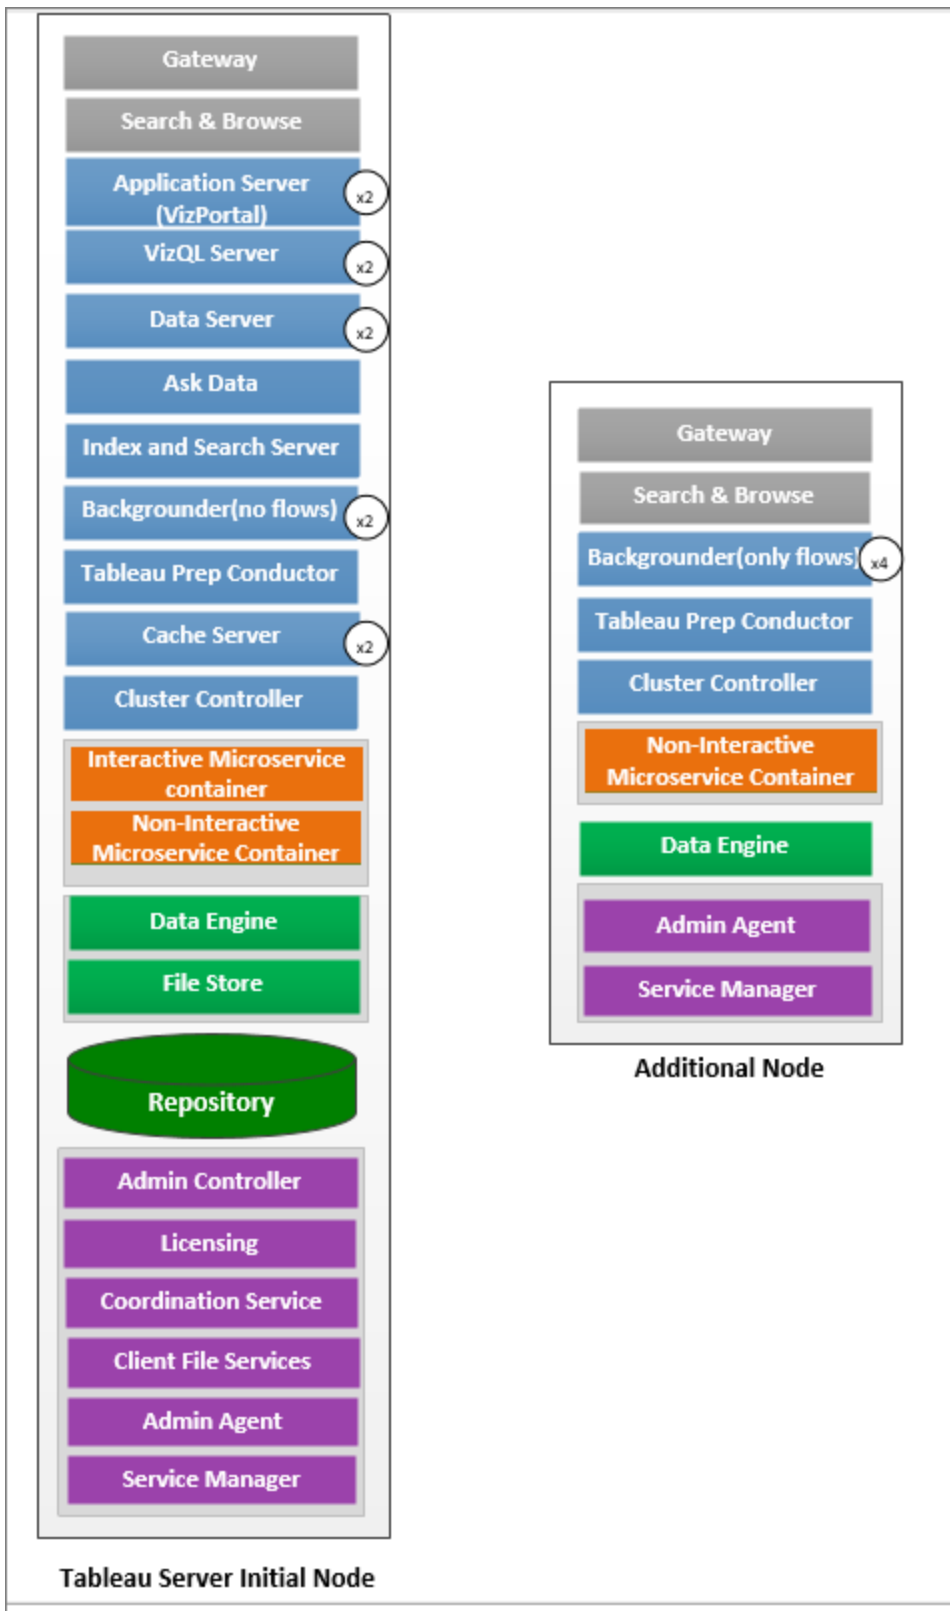 Gateway
Search & Browse
Application Server
(VizPortal)
x2
VizQL Server
x2
Data Server
x2
Ask Data
Index and Search Server
Backgrounder(no flows)
x2
Tableau Prep Conductor
Cache Server
x2
Cluster Controller
Interactive Microservice
container
Non-Interactive
Microservice Container
Data Engine
File Store
Repository
Admin Controller
Licensing
Coordination Service
Client File Services
Admin Agent
Service Manager
Tableau Server Initial Node
Gateway
Search & Browse
Backgrounder(only flows)
x4
Tableau Prep Conductor
Cluster Controller
Non-Interactive
Microservice Container
Data Engine
Admin Agent
Service Manager
Additional Node